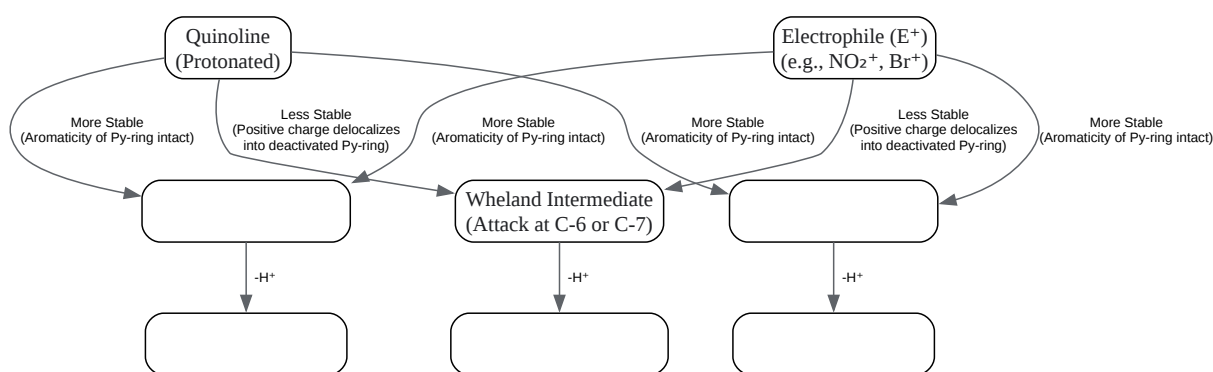 Quinoline
(Protonated)
Electrophile (E⁺)
(e.g., NO₂⁺, Br⁺)
More Stable
(Aromaticity of Py-ring intact)
Less Stable
(Positive charge delocalizes
into deactivated Py-ring)
More Stable
(Aromaticity of Py-ring intact)
More Stable
(Aromaticity of Py-ring intact)
Less Stable
(Positive charge delocalizes
into deactivated Py-ring)
More Stable
(Aromaticity of Py-ring intact)
Wheland Intermediate
(Attack at C-6 or C-7)
-H⁺
-H⁺
-H⁺